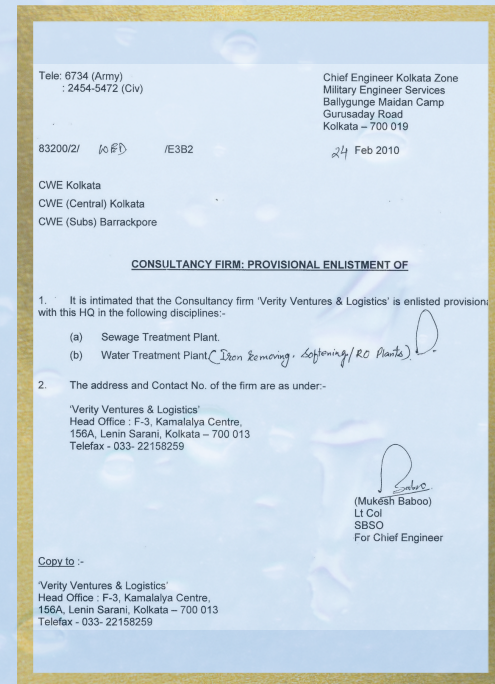 Tele: 6734 (Army)
: 2454-5472 (Civ)
Chief Engineer Kolkata Zone
Military Engineer Services
Ballygunge Maidan Camp
Gurusaday Road
Kolkata – 700 019
83200/2/ /E3B2
24 Feb 2010
CWE Kolkata
CWE (Central) Kolkata
CWE (Subs) Barrackpore
CONSULTANCY FIRM: PROVISIONAL ENLISTMENT OF
1. It is intimated that the Consultancy firm 'Verity Ventures & Logistics' is enlisted provisiona
with this HQ in the following disciplines:-
(a) Sewage Treatment Plant.
(b) Water Treatment Plant (Iron Removing. Softening/RO Plants).
2. The address and Contact No. of the firm are as under:-
'Verity Ventures & Logistics'
Head Office : F-3, Kamalalya Centre,
156A, Lenin Sarani, Kolkata – 700 013
Telefax - 033- 22158259
(Mukesh Baboo)
Lt Col
SBSO
For Chief Engineer
Copy to :-
'Verity Ventures & Logistics'
Head Office : F-3, Kamalalya Centre,
156A, Lenin Sarani, Kolkata – 700 013
Telefax - 033- 22158259